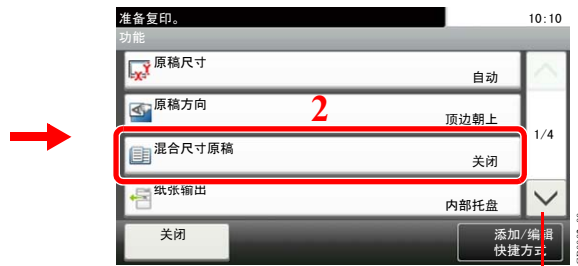 准备复印。
10:10
功能
原稿尺寸
自动
原稿方向
2
顶边朝上
1/4
混合尺寸原稿
关闭
纸张输出
内部托盘
关闭
添加/编辑
快捷方式